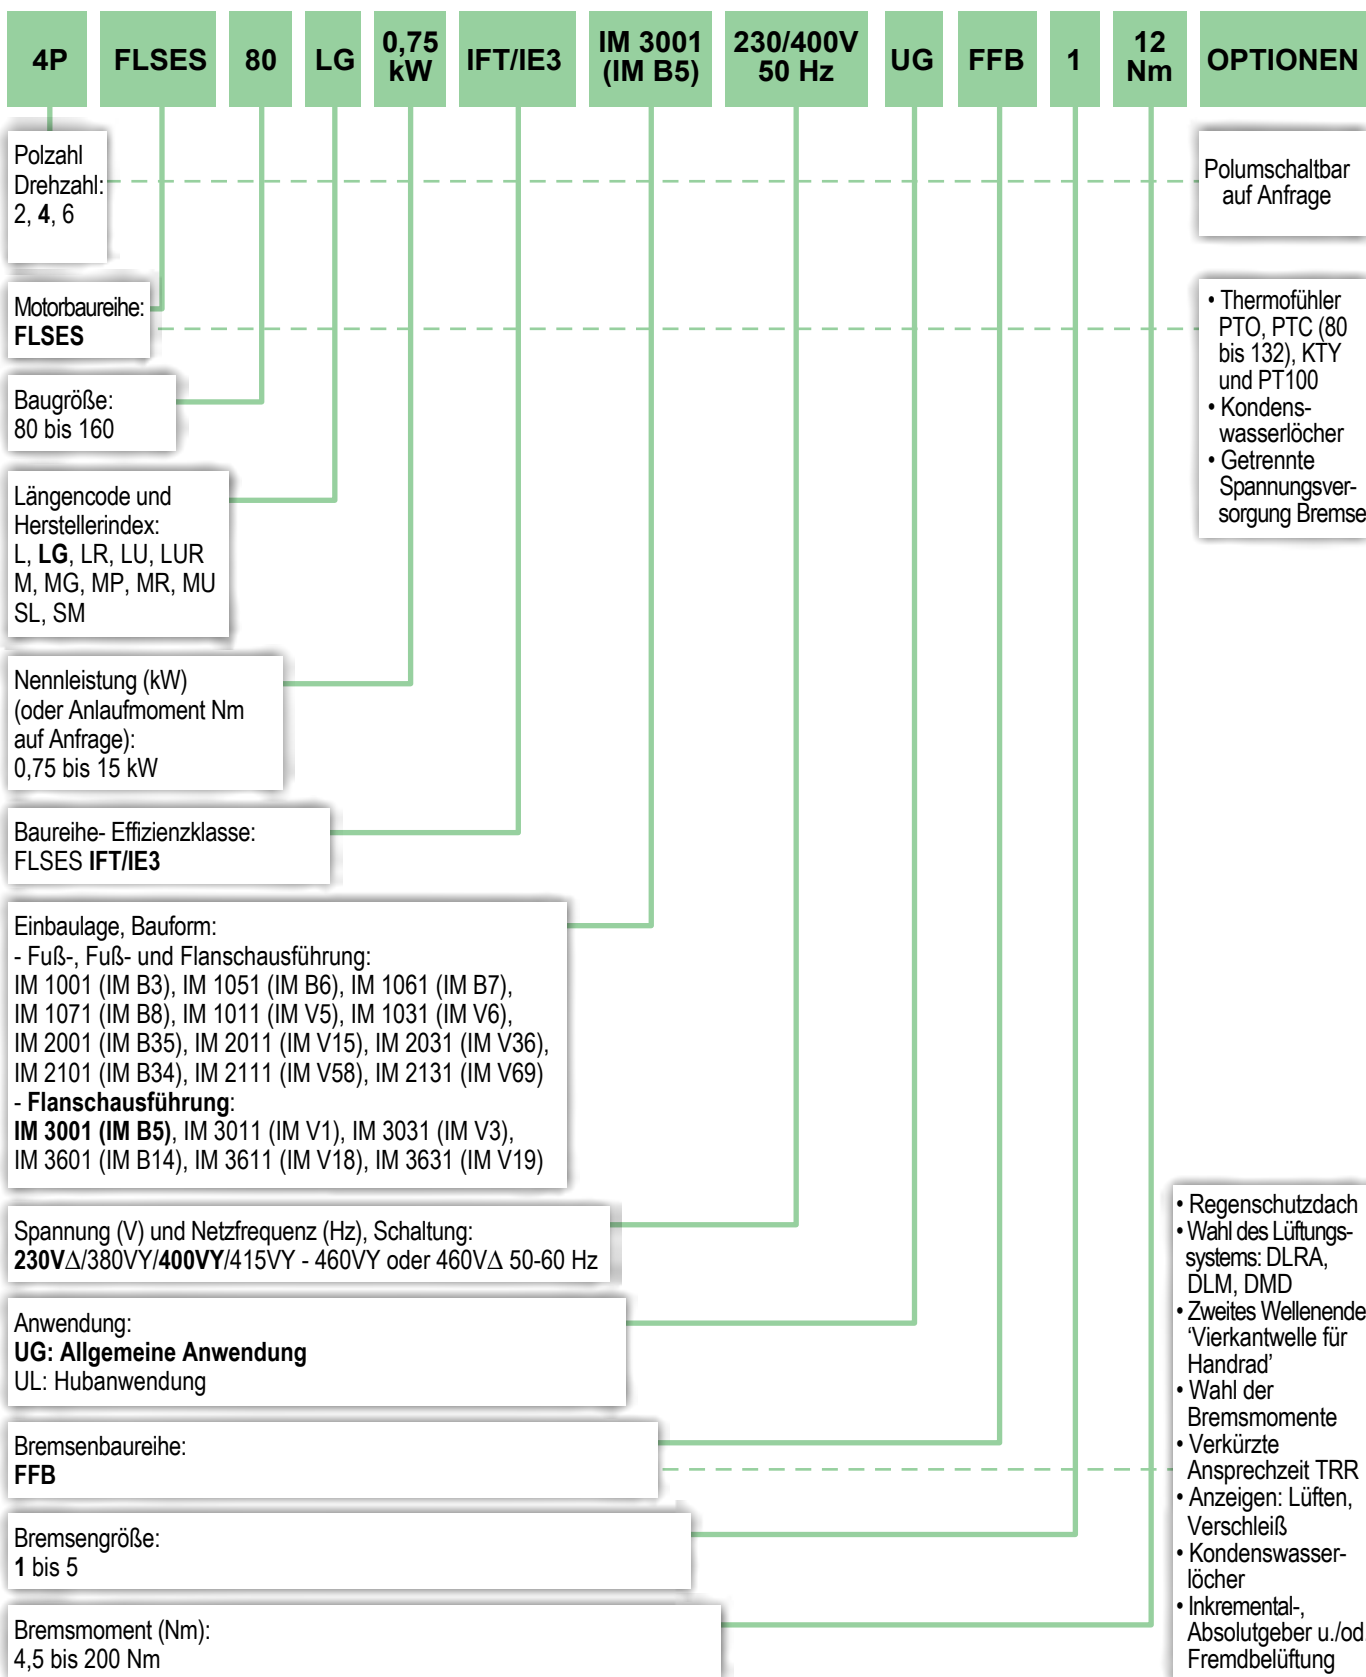 4P FLSES 80 LG 0,75 kW IFT/IE3 IM 3001 (IM B5) 230/400V 50 Hz UG FFB 1 12 Nm OPTIONEN
Polzahl
Drehzahl:
2, 4, 6
Polumschaltbar
auf Anfrage
Motorbaureihe:
FLSES
• Thermofühler
PTO, PTC (80
bis 132), KTY
und PT100
• Kondens-
wasserlöcher
• Getrennte
Spannungsver-
sorgung Bremse
Baugröße:
80 bis 160
Längencode und
Herstellerindex:
L, LG, LR, LU, LUR
M, MG, MP, MR, MU
SL, SM
Nennleistung (kW)
(oder Anlaufmoment Nm
auf Anfrage):
0,75 bis 15 kW
Baureihe- Effizienzklasse:
FLSES IFT/IE3
Einbaulage, Bauform:
- Fuß-, Fuß- und Flanschausführung:
IM 1001 (IM B3), IM 1051 (IM B6), IM 1061 (IM B7),
IM 1071 (IM B8), IM 1011 (IM V5), IM 1031 (IM V6),
IM 2001 (IM B35), IM 2011 (IM V15), IM 2031 (IM V36),
IM 2101 (IM B34), IM 2111 (IM V58), IM 2131 (IM V69)
- Flanschausführung:
IM 3001 (IM B5), IM 3011 (IM V1), IM 3031 (IM V3),
IM 3601 (IM B14), IM 3611 (IM V18), IM 3631 (IM V19)
Spannung (V) und Netzfrequenz (Hz), Schaltung:
230VΔ/380VY/400VY/415VY - 460VY oder 460VΔ 50-60 Hz
Anwendung:
UG: Allgemeine Anwendung
UL: Hubanwendung
Bremsenbaureihe:
FFB
• Regenschutzdach
• Wahl des Lüftungs-
systems: DLRA,
DLM, DMD
• Zweites Wellenende
‘Vierkantwelle für
Handrad’
• Wahl der
Bremsmomente
• Verkürzte
Ansprechzeit TRR
• Anzeigen: Lüften,
Verschleiß
• Kondenswasser-
löcher
• Inkremental-,
Absolutgeber u./od
Fremdbelüftung
Bremsengröße:
1 bis 5
Bremsmoment (Nm):
4,5 bis 200 Nm